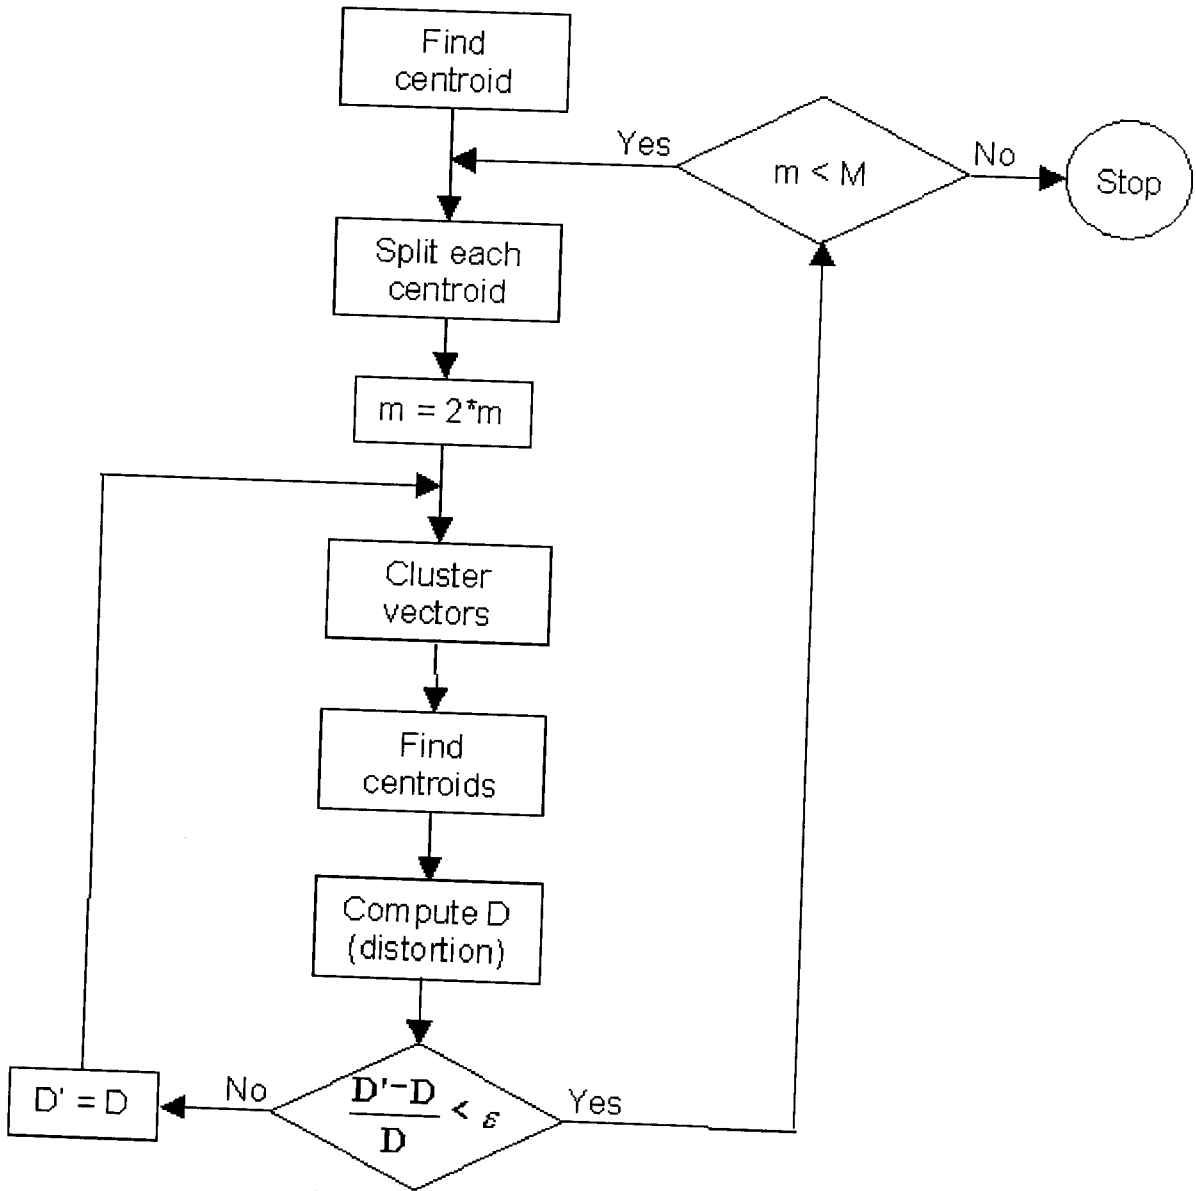 Find
centroid
Yes
m < M
No
Stop
Split each
centroid
m = 2*m
Cluster
vectors
Find
centroids
Compute D
(distortion)
D' = D
No
D'-D
D
< ε
Yes